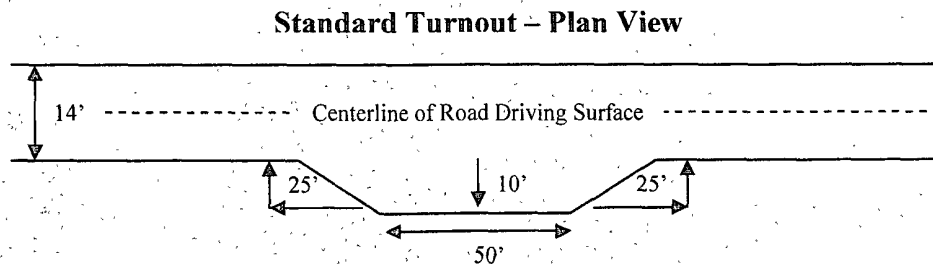 Standard Turnout – Plan View
14'
Centerline of Road Driving Surface
25'
10'
25'
50'